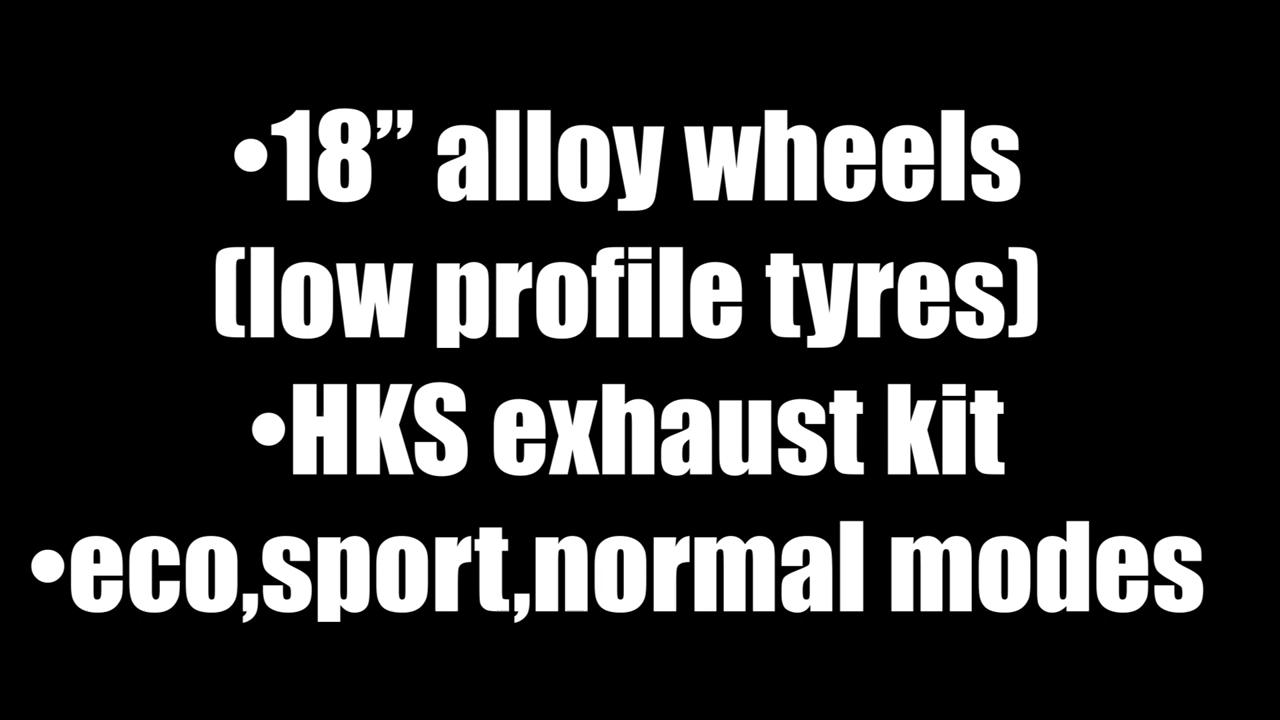 •18” alloy wheels
(low profile tyres)
•HKS exhaust kit
•eco,sport,normal modes